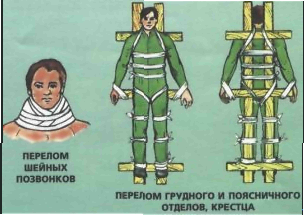 ПЕРЕЛОМ
ШЕЙНЫХ
ПОЗВОНКОВ
ПЕРЕЛОМ ГРУДНОГО И ПОЯСНИЧНОГО
ОТДЕЛОВ, КРЕСТЦА